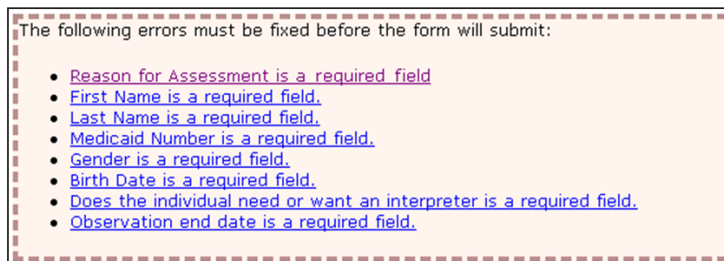 The following errors must be fixed before the form will submit:
Reason for Assessment is a required field
First Name is a required field.
Last Name is a required field.
Medicaid Number is a required field.
Gender is a required field.
Birth Date is a required field.
Does the individual need or want an interpreter is a required field.
Observation end date is a required field.